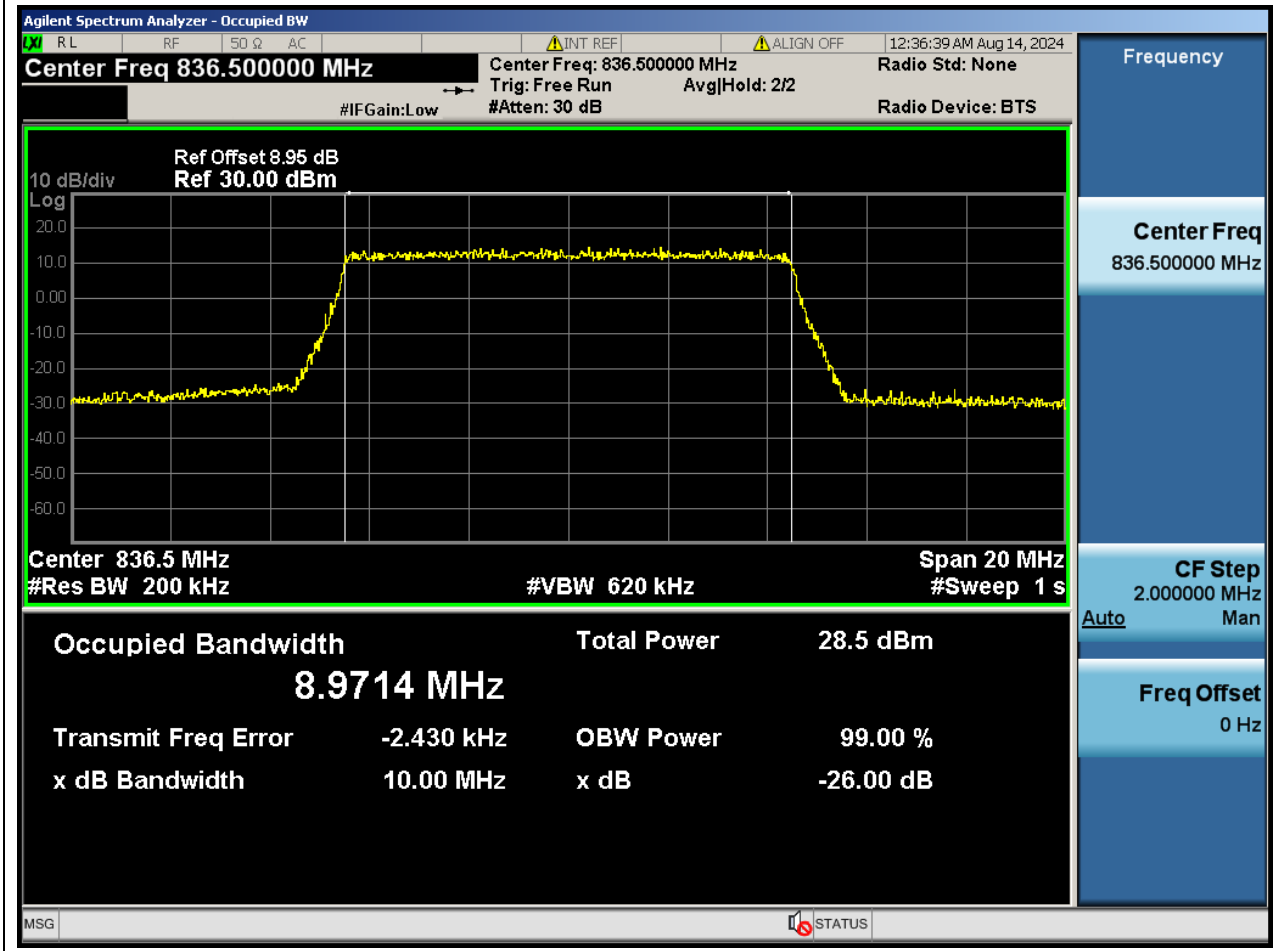 Agilent Spectrum Analyzer - Occupied BW
LXI RL RF 50 Ω AC INT REF ALIGN OFF 12:36:39 AM Aug 14, 2024
Center Freq 836.500000 MHz
Center Freq: 836.500000 MHz
Radio Std: None
Trig: Free Run Avg|Hold: 2/2
#IFGain:Low
#Atten: 30 dB
Radio Device: BTS
Ref Offset 8.95 dB
10 dB/div Ref 30.00 dBm
Log
20.0
10.0
0.00
-10.0
-20.0
-30.0
-40.0
-50.0
-60.0
Center 836.5 MHz Span 20 MHz
#Res BW 200 kHz #VBW 620 kHz #Sweep 1 s
Occupied Bandwidth Total Power 28.5 dBm
8.9714 MHz
Transmit Freq Error -2.430 kHz OBW Power 99.00 %
x dB Bandwidth 10.00 MHz x dB -26.00 dB
MSG STATUS
Frequency
Center Freq
836.500000 MHz
CF Step
2.000000 MHz
Auto Man
Freq Offset
0 Hz